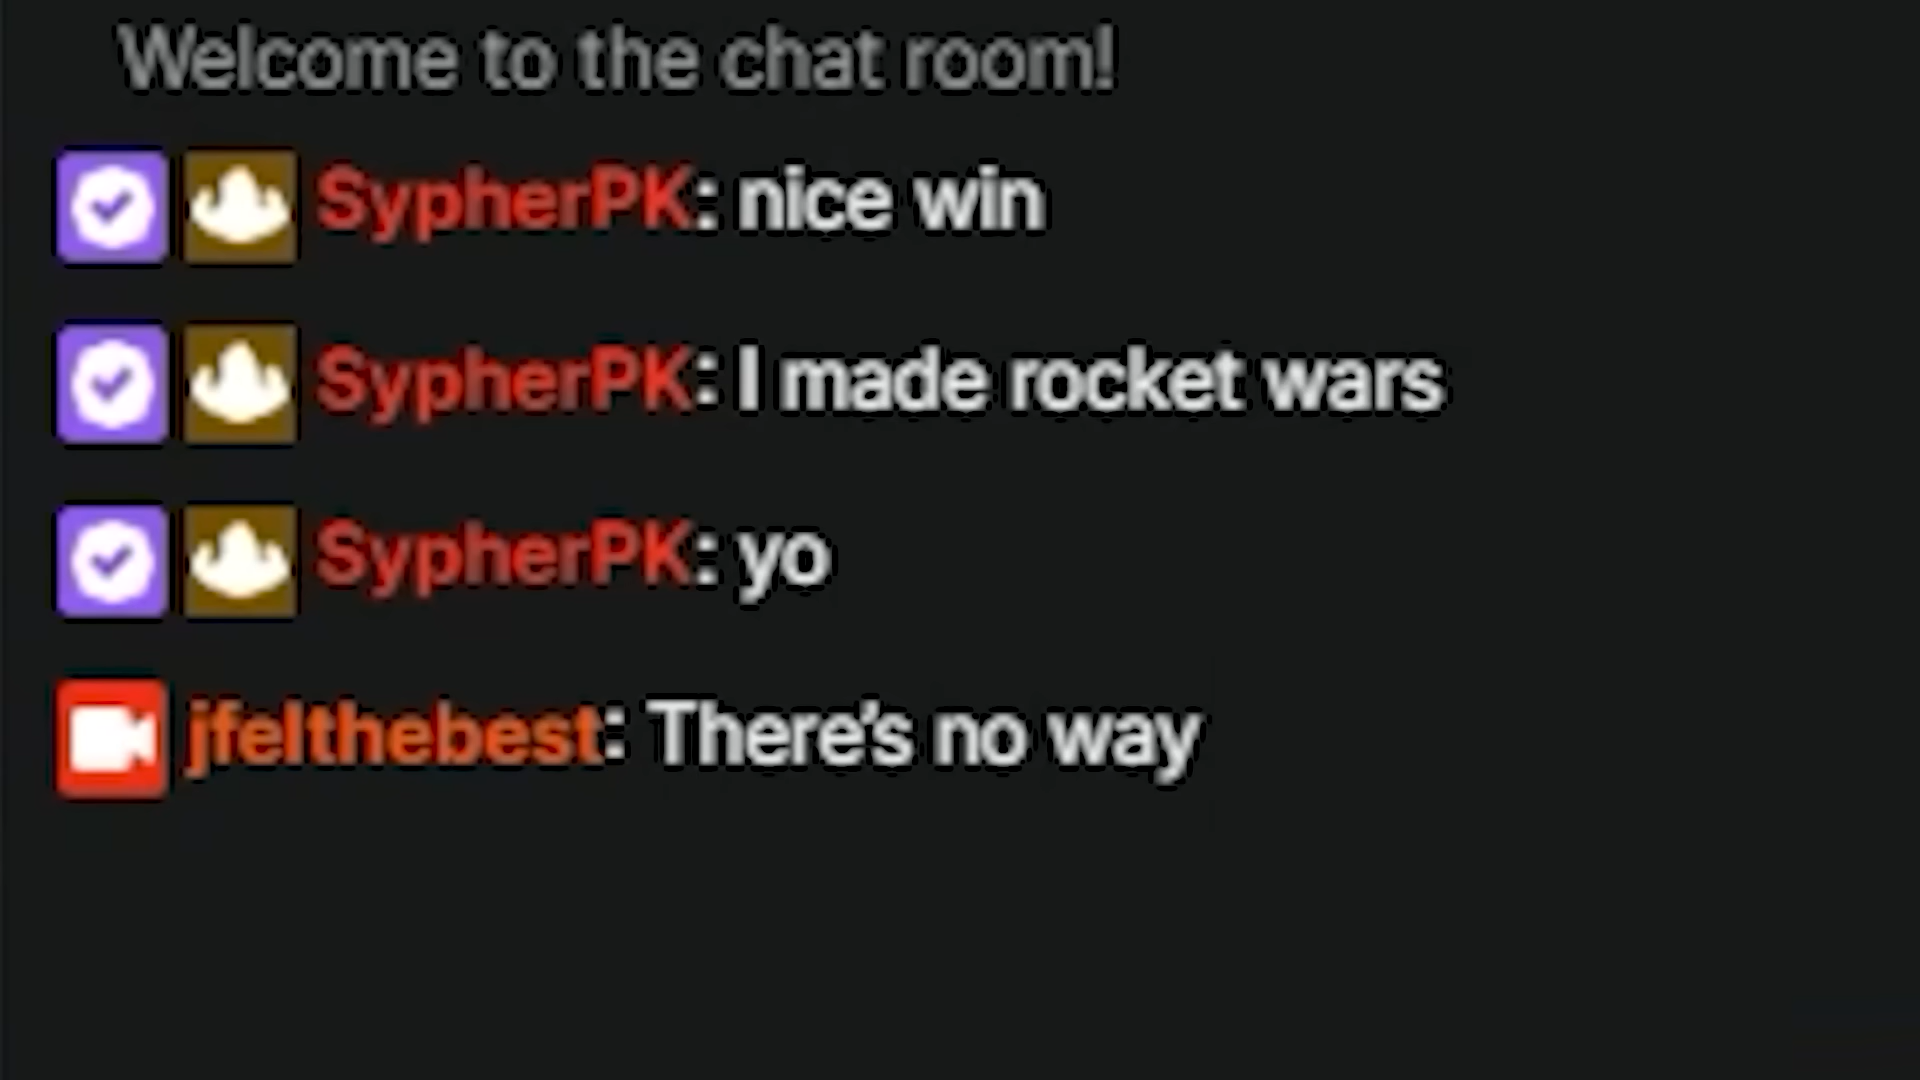 Welcome to the chat room!
SypherPK: nice win
SypherPK: I made rocket wars
SypherPK: yo
jfelthebest: There's no way